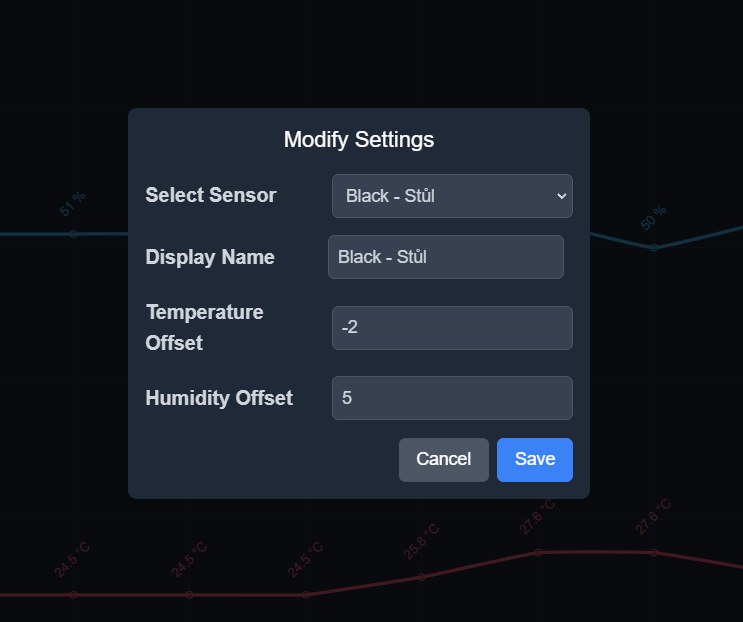 Modify Settings
51 %
Select Sensor Black - Stůl
50 %
Display Name Black - Stůl
Temperature
Offset
-2
Humidity Offset 5
Cancel Save
24.5 °C 24.5 °C 24.5 °C 25.8 °C 27.6 °C 27.6 °C